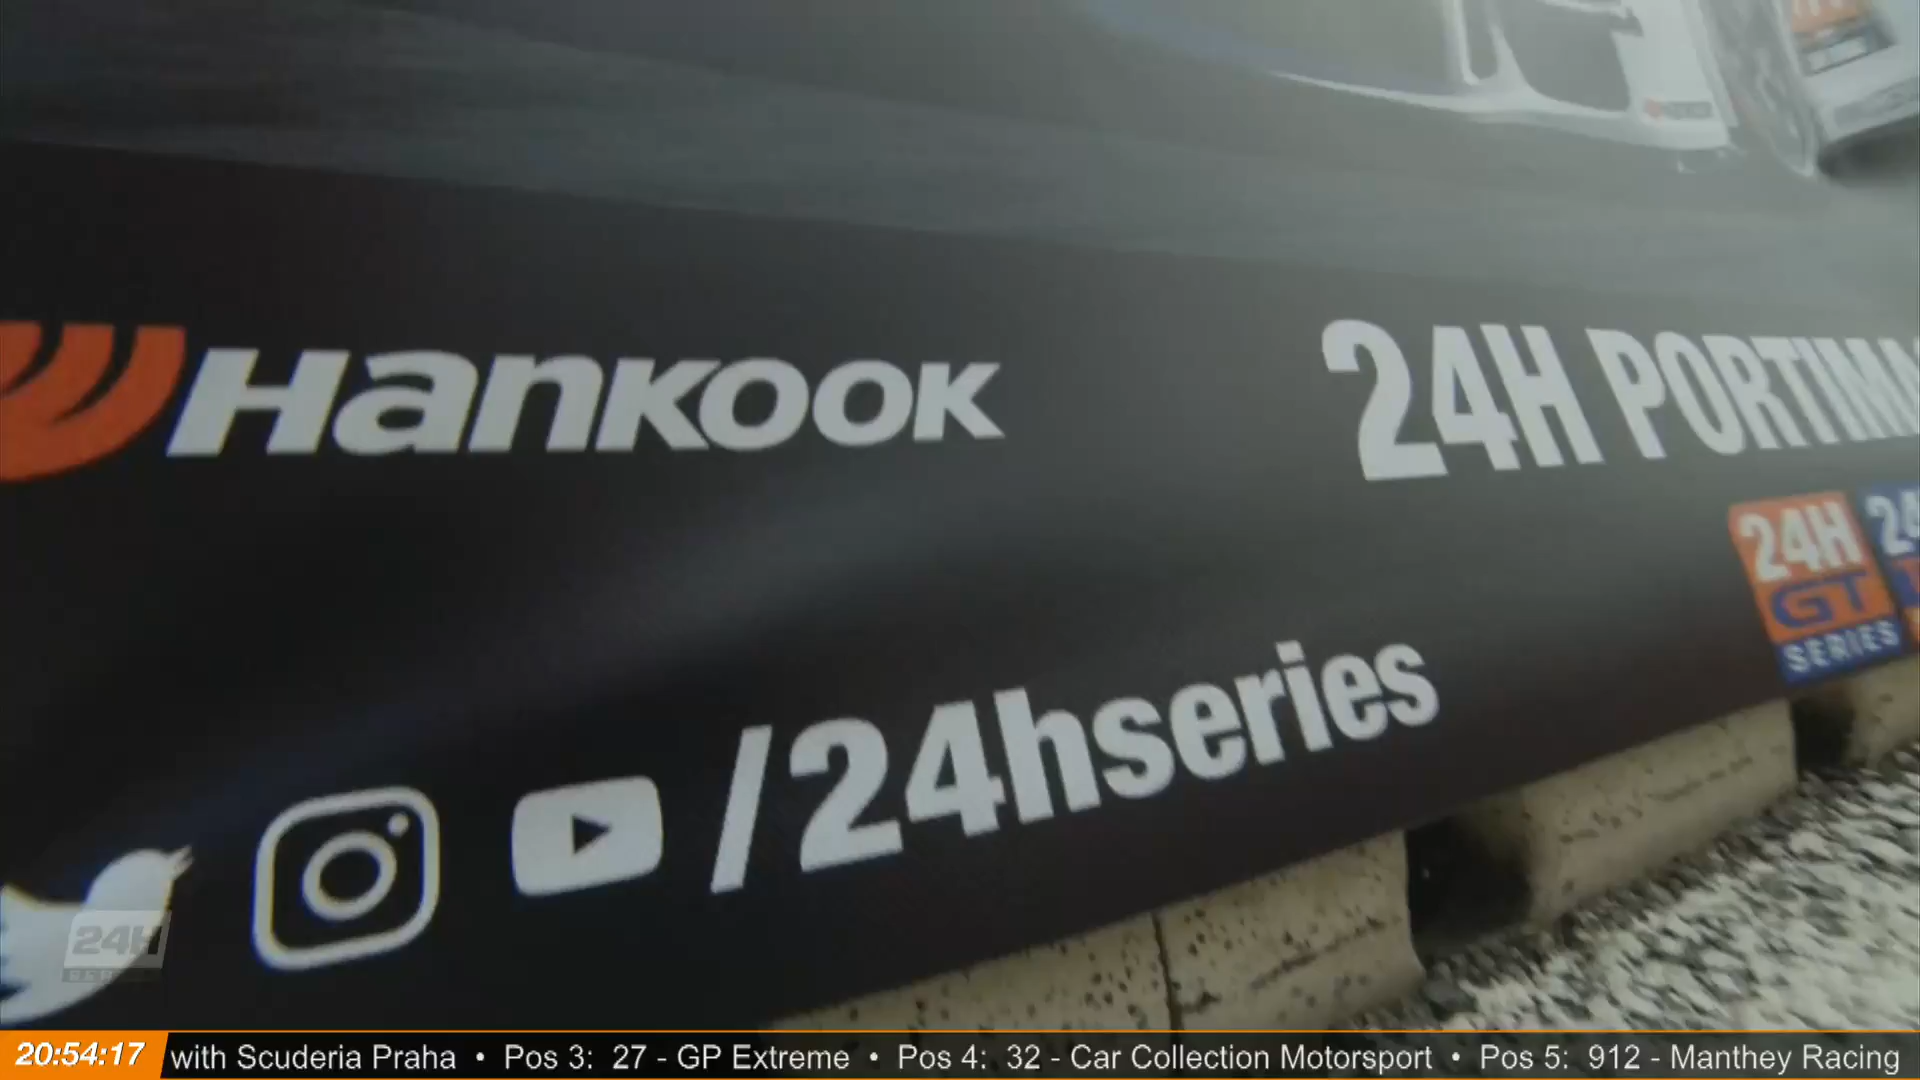 HANKOOK
24H PORTIMA
24H
GT
SERIES
/24hseries
24H
20:54:17 with Scuderia Praha • Pos 3: 27 - GP Extreme • Pos 4: 32 - Car Collection Motorsport • Pos 5: 912 - Manthey Racing